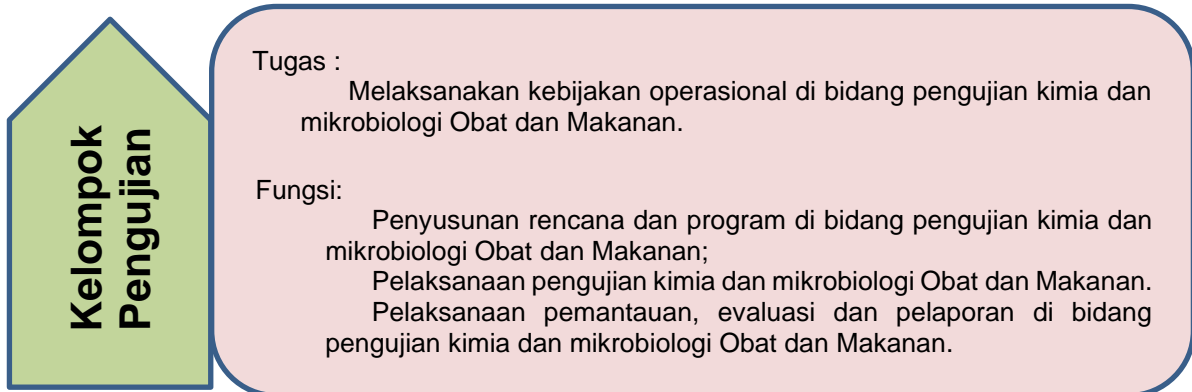 Kelompok
Pengujian
Tugas :
Melaksanakan kebijakan operasional di bidang pengujian kimia dan
mikrobiologi Obat dan Makanan.
Fungsi:
Penyusunan rencana dan program di bidang pengujian kimia dan
mikrobiologi Obat dan Makanan;
Pelaksanaan pengujian kimia dan mikrobiologi Obat dan Makanan.
Pelaksanaan pemantauan, evaluasi dan pelaporan di bidang
pengujian kimia dan mikrobiologi Obat dan Makanan.